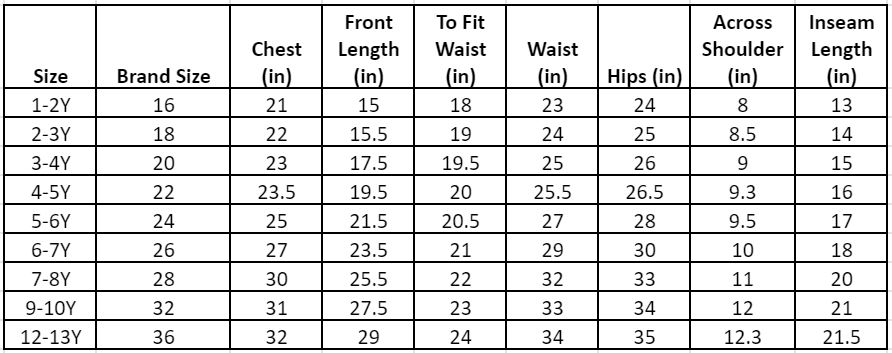 Size Brand Size Chest (in) Front Length (in) To Fit Waist (in) Waist (in) Hips (in) Across Shoulder (in) Inseam Length (in)
1-2Y 16 21 15 18 23 24 8 13
2-3Y 18 22 15.5 19 24 25 8.5 14
3-4Y 20 23 17.5 19.5 25 26 9 15
4-5Y 22 23.5 19.5 20 25.5 26.5 9.3 16
5-6Y 24 25 21.5 20.5 27 28 9.5 17
6-7Y 26 27 23.5 21 29 30 10 18
7-8Y 28 30 25.5 22 32 33 11 20
9-10Y 32 31 27.5 23 33 34 12 21
12-13Y 36 32 29 24 34 35 12.3 21.5